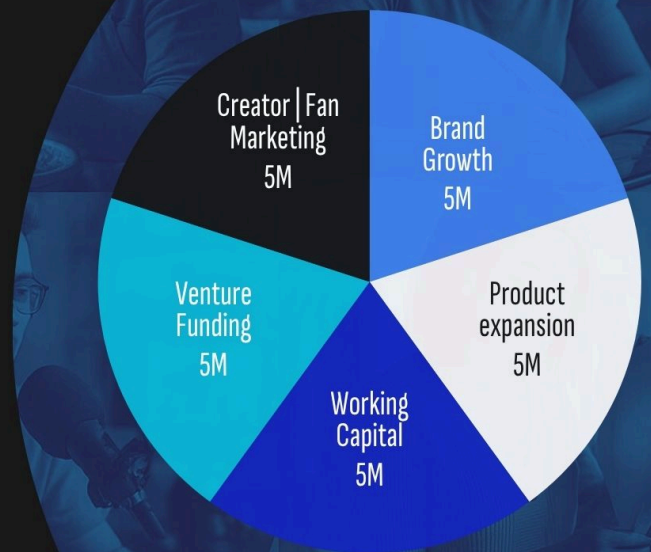 Creator|Fan
Marketing
5M
Brand
Growth
5M
Product
expansion
5M
Working
Capital
5M
Venture
Funding
5M